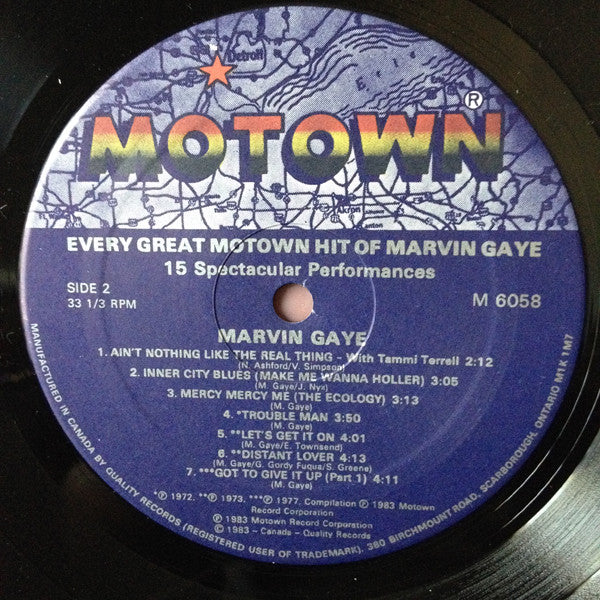 Detroit
Erie
MOTOWN®
Akron
EVERY GREAT MOTOWN HIT OF MARVIN GAYE
15 Spectacular Performances
SIDE 2
33 1/3 RPM
M 6058
MARVIN GAYE
1. AIN'T NOTHING LIKE THE REAL THING - With Tammi Terrell 2:12
(N. Ashford/V. Simpson)
2. INNER CITY BLUES (MAKE ME WANNA HOLLER) 3:05
(M. Gaye/J. Nyx)
3. MERCY MERCY ME (THE ECOLOGY) 3:13
(M. Gaye)
4. *TROUBLE MAN 3:50
(M. Gaye)
5. **LET'S GET IT ON 4:01
(M. Gaye/E. Townsend)
6. **DISTANT LOVER 4:13
(M. Gaye/G. Gordy Fuqua/S. Greene)
7. ***GOT TO GIVE IT UP (Part 1) 4:11
(M. Gaye)
*℗ 1972. **℗ 1973. ***℗ 1977. Compilation ℗ 1983 Motown
Record Corporation
℗ 1983 Motown Record Corporation
©1983 - Canada - Quality Records
MANUFACTURED IN CANADA BY QUALITY RECORDS (REGISTERED USER OF TRADEMARK), 380 BIRCHMOUNT ROAD, SCARBOROUGH, ONTARIO M1K 1M7